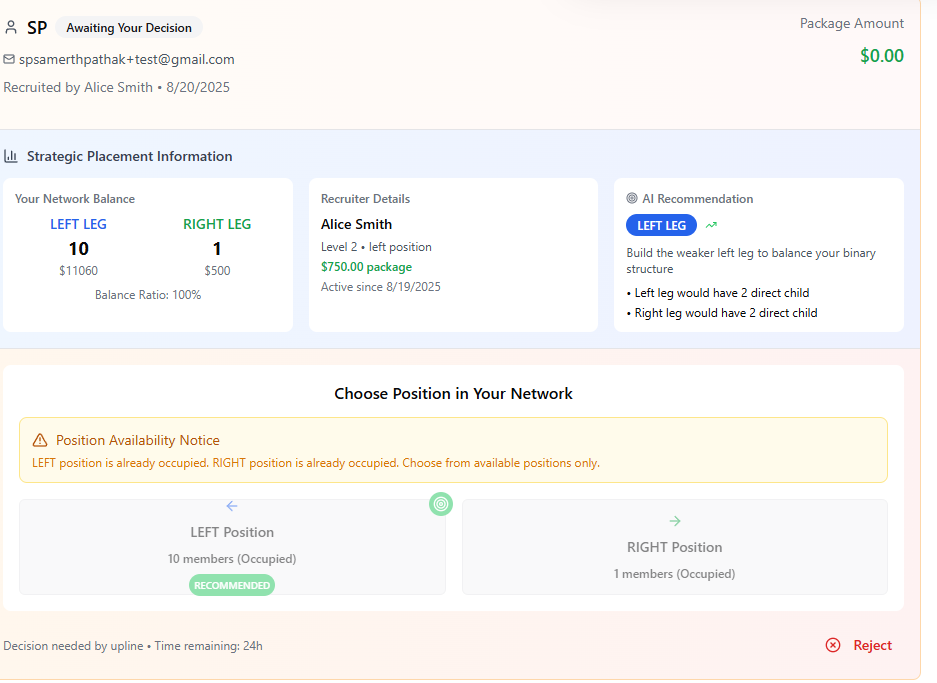 SP Awaiting Your Decision
Package Amount
spsamerthpathak+test@gmail.com
$0.00
Recruited by Alice Smith • 8/20/2025
Strategic Placement Information
Your Network Balance
LEFT LEG RIGHT LEG
10 1
$11060 $500
Balance Ratio: 100%
Recruiter Details
Alice Smith
Level 2 • left position
$750.00 package
Active since 8/19/2025
AI Recommendation
LEFT LEG
Build the weaker left leg to balance your binary
structure
• Left leg would have 2 direct child
• Right leg would have 2 direct child
Choose Position in Your Network
Position Availability Notice
LEFT position is already occupied. RIGHT position is already occupied. Choose from available positions only.
LEFT Position
10 members (Occupied)
RECOMMENDED
RIGHT Position
1 members (Occupied)
Decision needed by upline • Time remaining: 24h
Reject